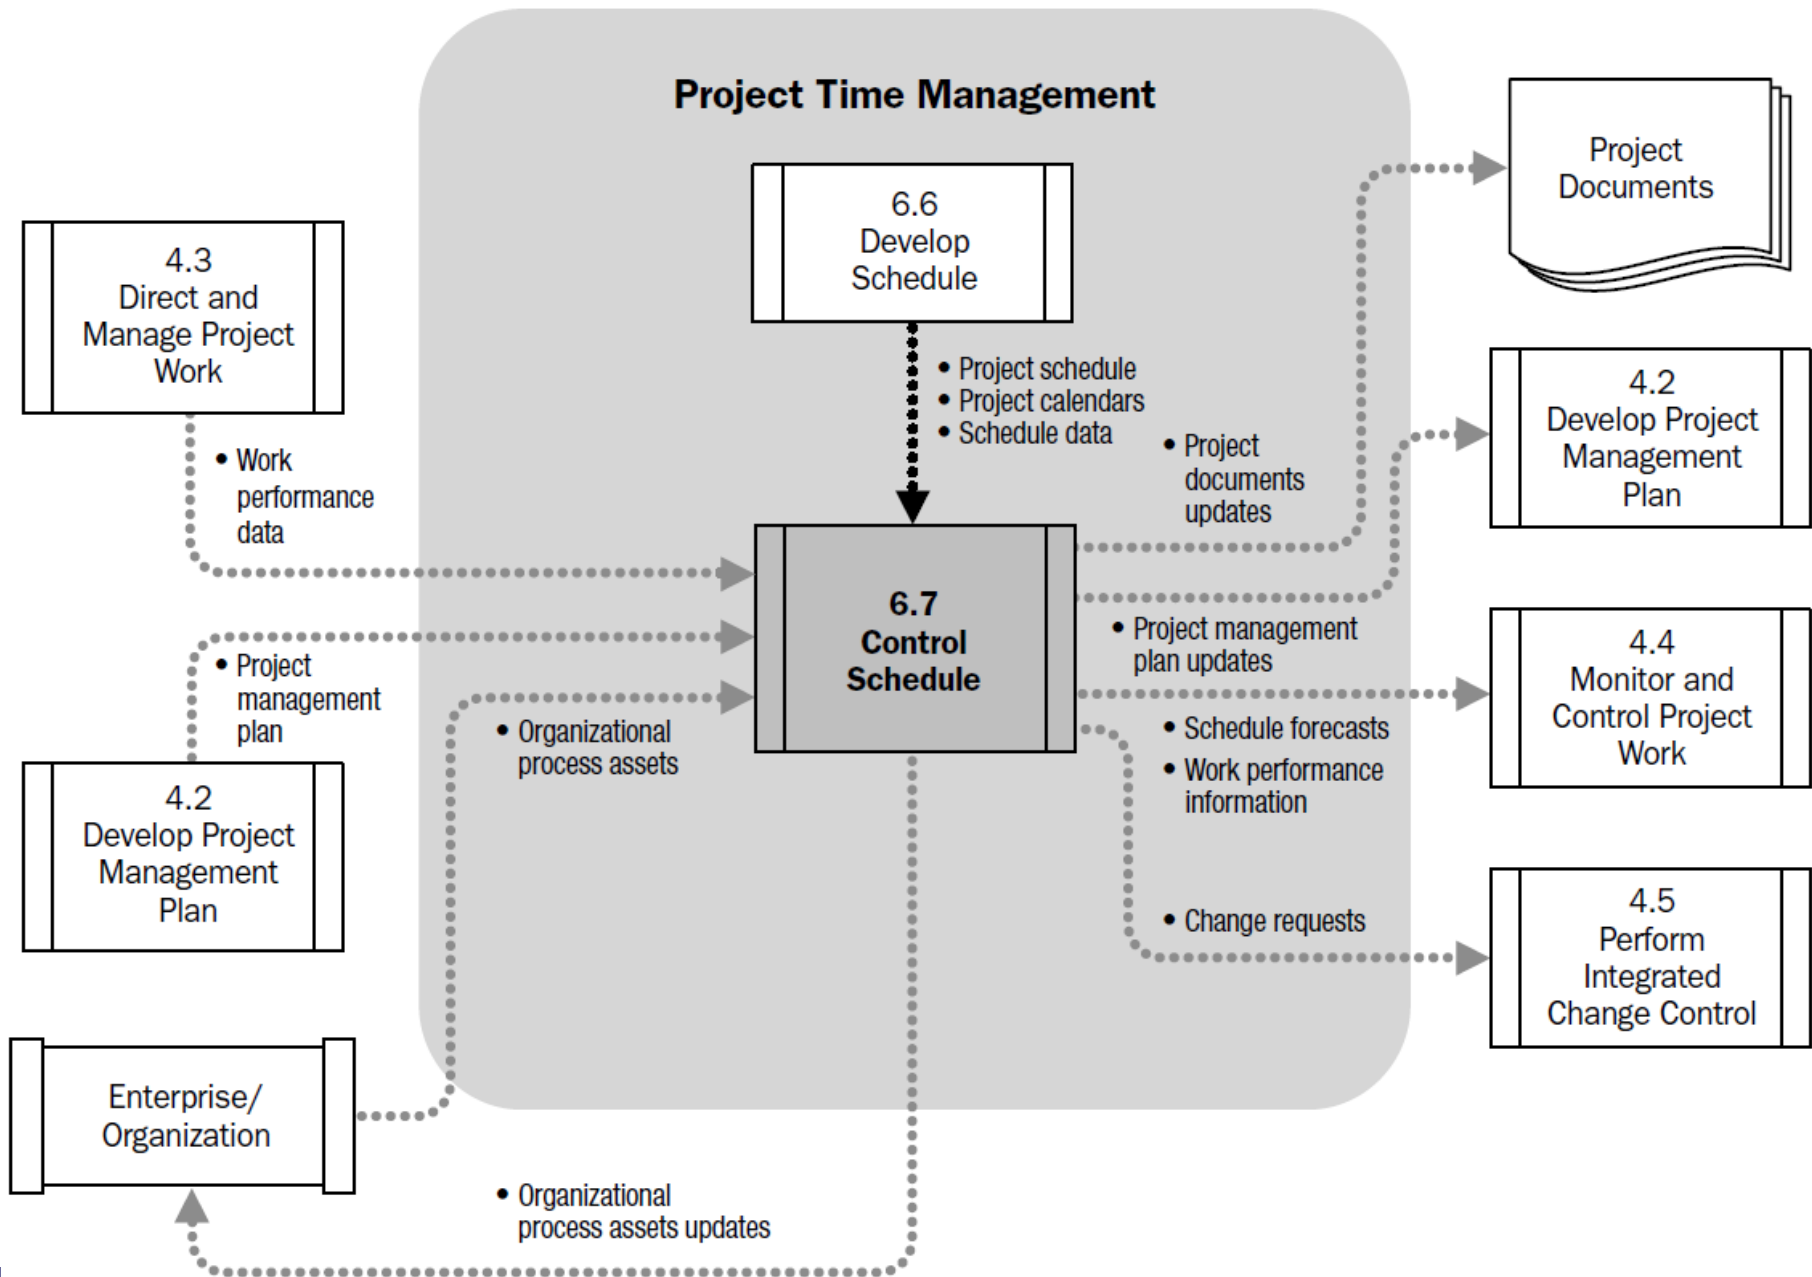 Project Time Management
6.6
Develop
Schedule
4.3
Direct and
Manage Project
Work
• Work
performance
data
4.2
Develop Project
Management
Plan
• Project
management
plan
Enterprise/
Organization
• Organizational
process assets
• Organizational
process assets updates
• Project schedule
• Project calendars
• Schedule data
6.7
Control
Schedule
• Project
documents
updates
• Project management
plan updates
• Schedule forecasts
• Work performance
information
• Change requests
Project
Documents
4.2
Develop Project
Management
Plan
4.4
Monitor and
Control Project
Work
4.5
Perform
Integrated
Change Control